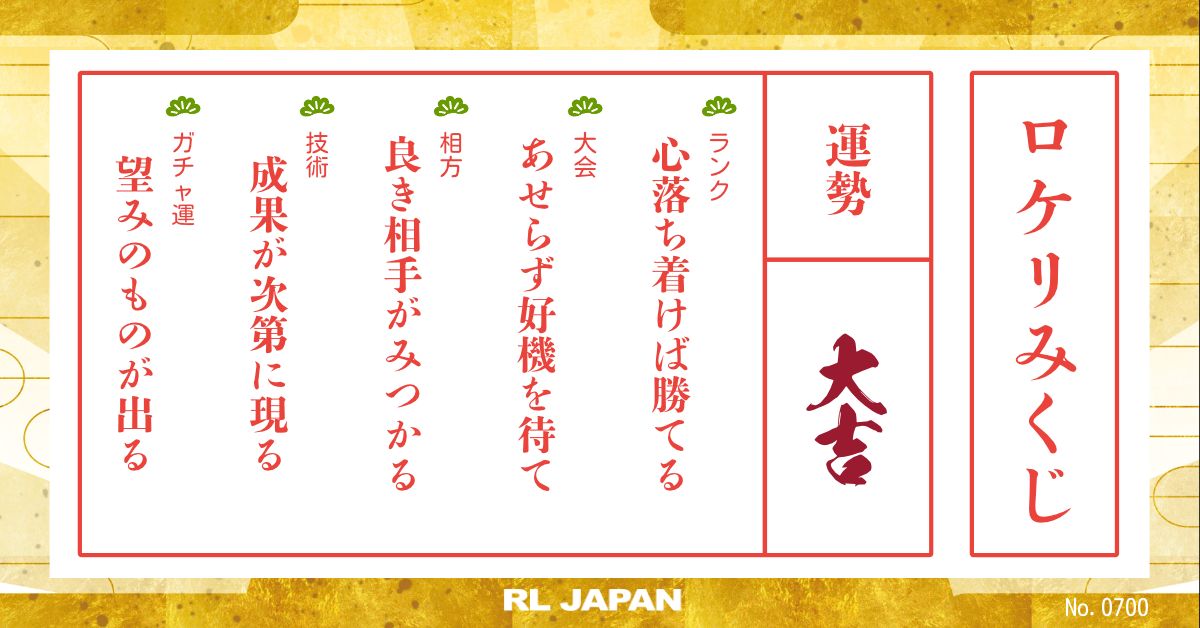 ロケリみくじ
運勢
大吉
ランク
心落ち着けば勝てる
大会
あせらず好機を待て
相方
良き相手がみつかる
技術
成果が次第に現る
ガチャ運
望みのものが出る
RL JAPAN
No. 0700